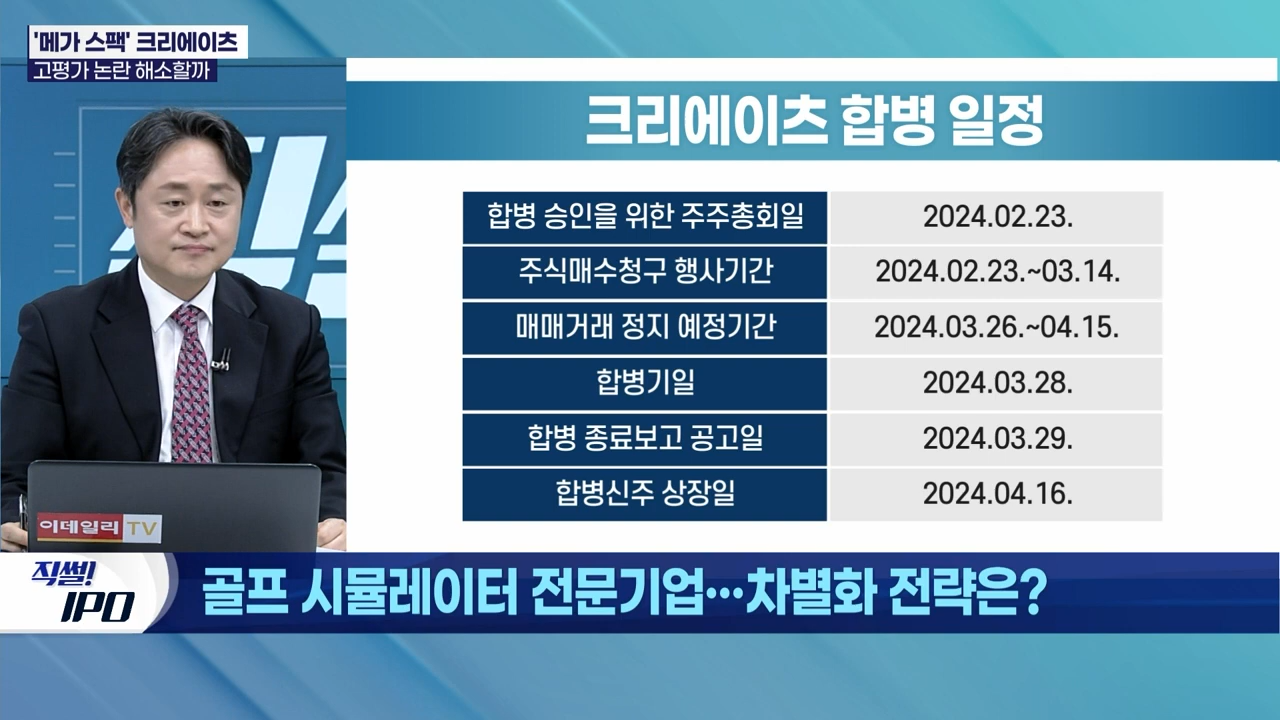 '메가 스팩' 크리에이츠
고평가 논란 해소할까
크리에이츠 합병 일정
합병 승인을 위한 주주총회일 2024.02.23.
주식매수청구 행사기간 2024.02.23.~03.14.
매매거래 정지 예정기간 2024.03.26.~04.15.
합병기일 2024.03.28.
합병 종료보고 공고일 2024.03.29.
합병신주 상장일 2024.04.16.
이데일리 TV
직썰!
IPO
골프 시뮬레이터 전문기업…차별화 전략은?